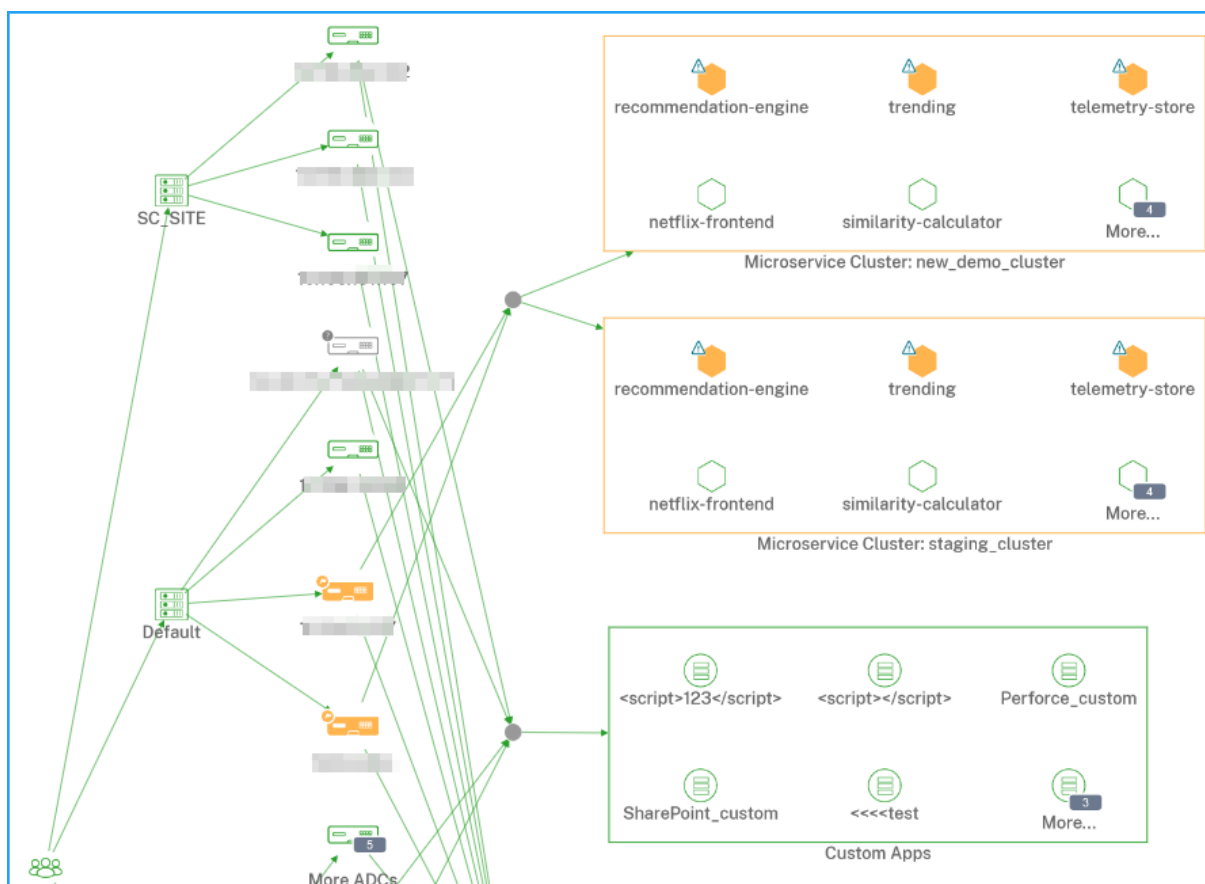 SC_SITE
Default
5
More ADCs
recommendation-engine
trending
telemetry-store
netflix-frontend
similarity-calculator
4
More...
Microservice Cluster: new_demo_cluster
recommendation-engine
trending
telemetry-store
netflix-frontend
similarity-calculator
4
More...
Microservice Cluster: staging_cluster
<script>123</script>
<script></script>
Perforce_custom
SharePoint_custom
<<<<test
3
More...
Custom Apps